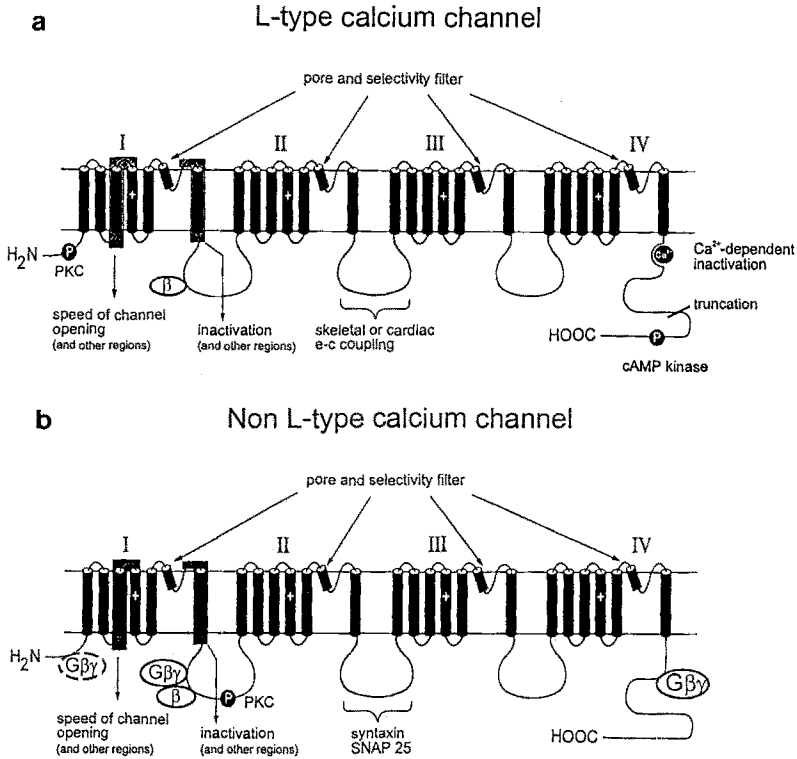 a
L-type calcium channel
pore and selectivity filter
I II III IV
+ + + +
H₂N P
PKC
β
Ca²⁺
Ca²⁺-dependent
inactivation
speed of channel
opening
(and other regions)
inactivation
(and other regions)
skeletal or cardiac
e-c coupling
truncation
HOOC P
cAMP kinase
b
Non L-type calcium channel
pore and selectivity filter
I II III IV
+ + + +
H₂N
Gβγ
Gβγ
β
P PKC
Gβγ
speed of channel
opening
(and other regions)
inactivation
(and other regions)
syntaxin
SNAP 25
HOOC